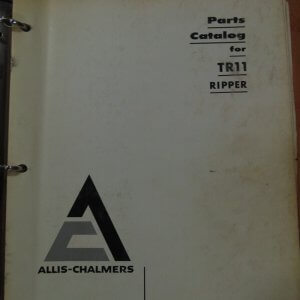 Parts
Catalog
for
TR11
RIPPER
ALLIS-CHALMERS